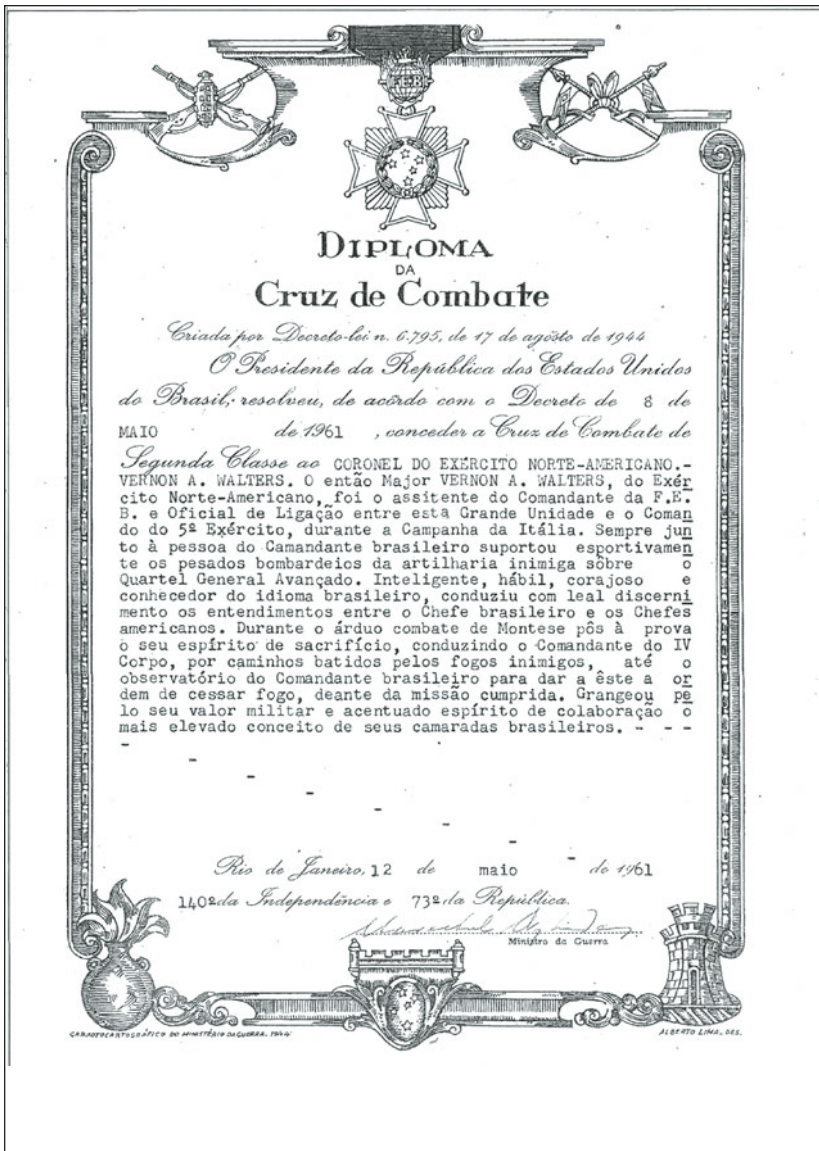 F.E.B
DIPLOMA
DA
Cruz de Combate
Criada por Decreto-lei n. 6.795, de 17 de agôsto de 1944
O Presidente da República dos Estados Unidos
do Brasil, resolveu, de acôrdo com o Decreto de 8 de
MAIO de 1961, conceder a Cruz de Combate de
Segunda Classe ao CORONEL DO EXÉRCITO NORTE-AMERICANO.-
VERNON A. WALTERS. O então Major VERNON A. WALTERS, do Exér
cito Norte-Americano, foi o assitente do Comandante da F.E.
B. e Oficial de Ligação entre esta Grande Unidade e o Coman
do do 5º Exército, durante a Campanha da Itália. Sempre jun
to à pessoa do Camandante brasileiro suportou esportivamen
te os pesados bombardeios da artilharia inimiga sôbre o
Quartel General Avançado. Inteligente, hábil, corajoso e
conhecedor do idioma brasileiro, conduziu com leal discerni
mento os entendimentos entre o Chefe brasileiro e os Chefes
americanos. Durante o árduo combate de Montese pôs à prova
o seu espírito de sacrifício, conduzindo o Comandante do IV
Corpo, por caminhos batidos pelos fogos inimigos, até o
observatório do Comandante brasileiro para dar a êste a or
dem de cessar fogo, deante da missão cumprida. Grangeou pe
lo seu valor militar e acentuado espírito de colaboração o
mais elevado conceito de seus camaradas brasileiros. - - -
Rio de Janeiro, 12 de maio de 1961
140º da Independência e 73º da República.
Ministro da Guerra
DO MINISTÉRIO DA GUERRA. 1944
ALBERTO LIMA, DES.